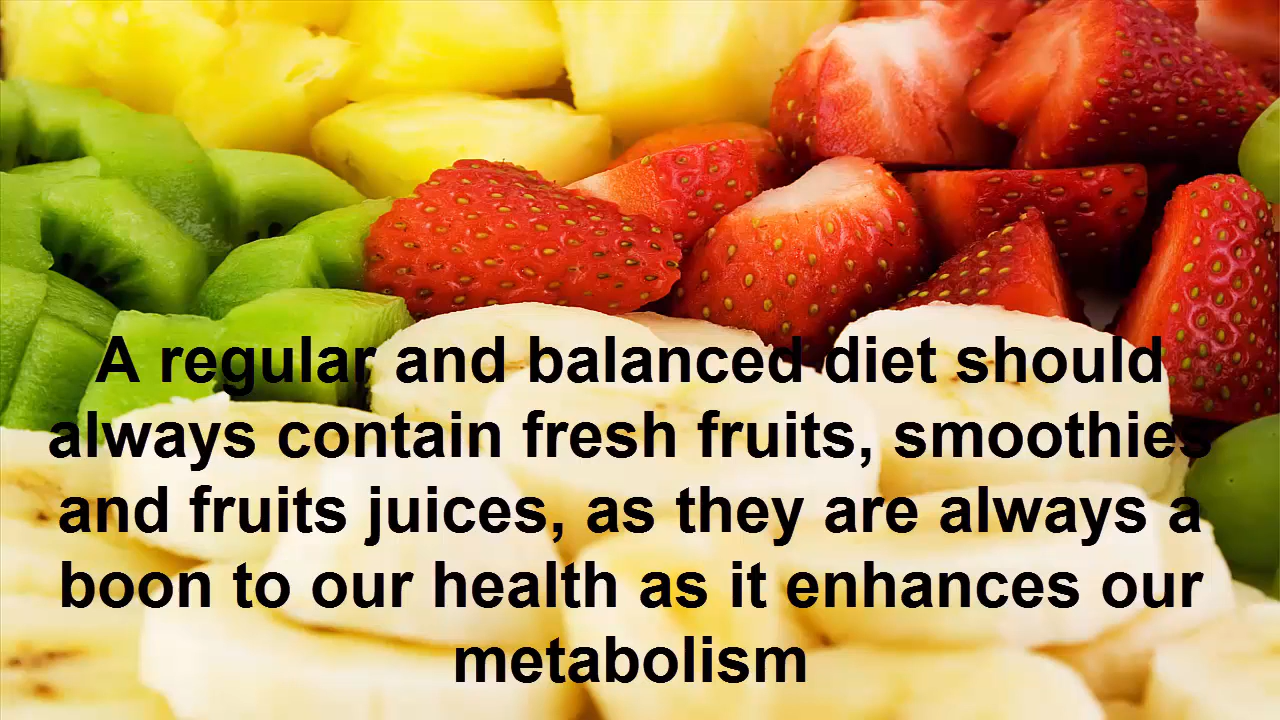 A regular and balanced diet should
always contain fresh fruits, smoothies
and fruits juices, as they are always a
boon to our health as it enhances our
metabolism